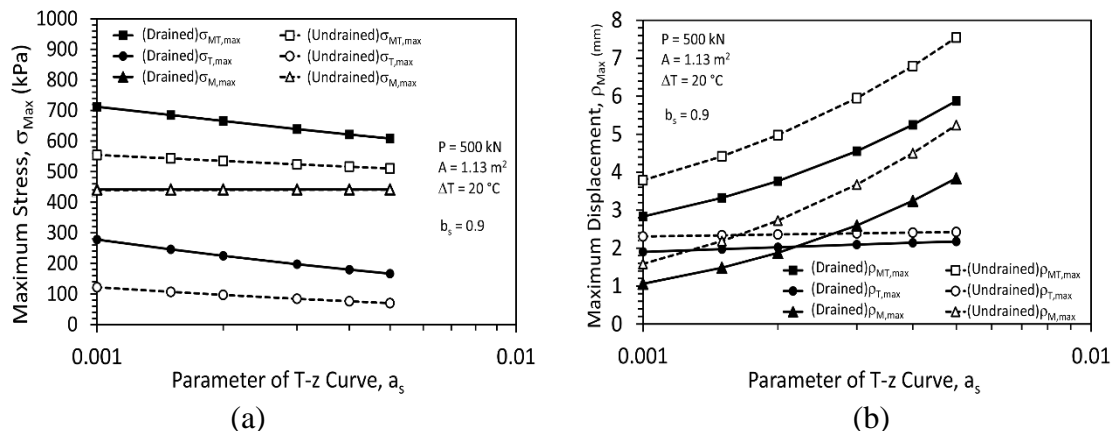 1000
900
800
700
600
500
400
300
200
100
0
Maximum Stress, σMax (kPa)
(Drained)σMT,max
(Undrained)σMT,max
(Drained)σT,max
(Undrained)σT,max
(Drained)σM,max
(Undrained)σM,max
P = 500 kN
A = 1.13 m²
ΔT = 20 °C
bs = 0.9
0.001
0.01
Parameter of T-z Curve, as
(a)
8
7
6
5
4
3
2
1
0
Maximum Displacement, ρMax (mm)
P = 500 kN
A = 1.13 m²
ΔT = 20 °C
bs = 0.9
(Drained)ρMT,max
(Undrained)ρMT,max
(Drained)ρT,max
(Undrained)ρT,max
(Drained)ρM,max
(Undrained)ρM,max
0.001
0.01
Parameter of T-z Curve, as
(b)